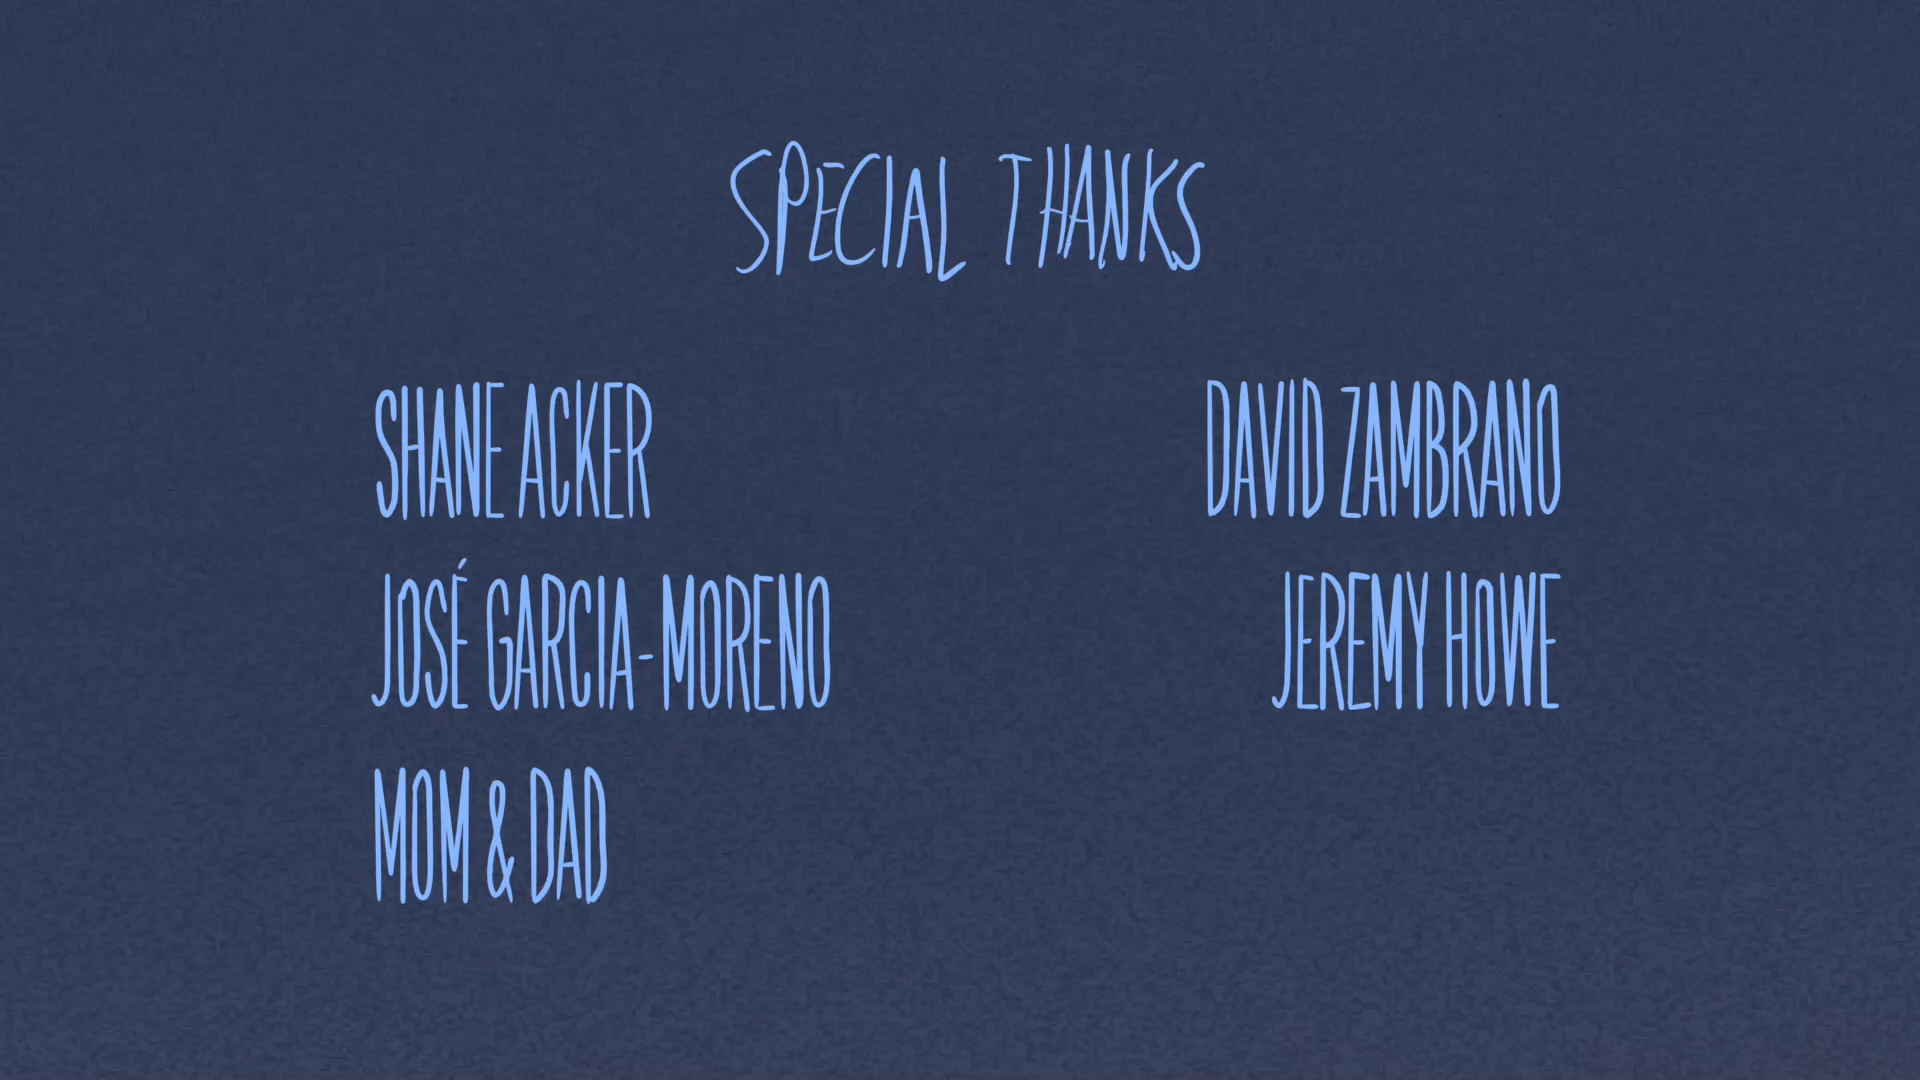 SPECIAL THANKS
SHANE ACKER
DAVID ZAMBRANO
JOSÉ GARCIA-MORENO
JEREMY HOWE
MOM & DAD